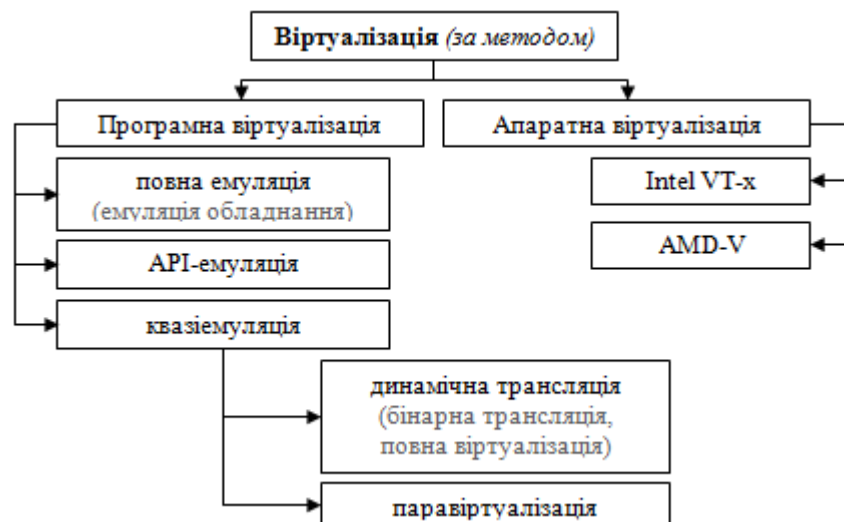 Віртуалізація (за методом)
Програмна віртуалізація
Апаратна віртуалізація
повна емуляція
(емуляція обладнання)
Intel VT-x
AMD-V
API-емуляція
квазіемуляція
динамічна трансляція
(бінарна трансляція,
повна віртуалізація)
паравіртуалізація